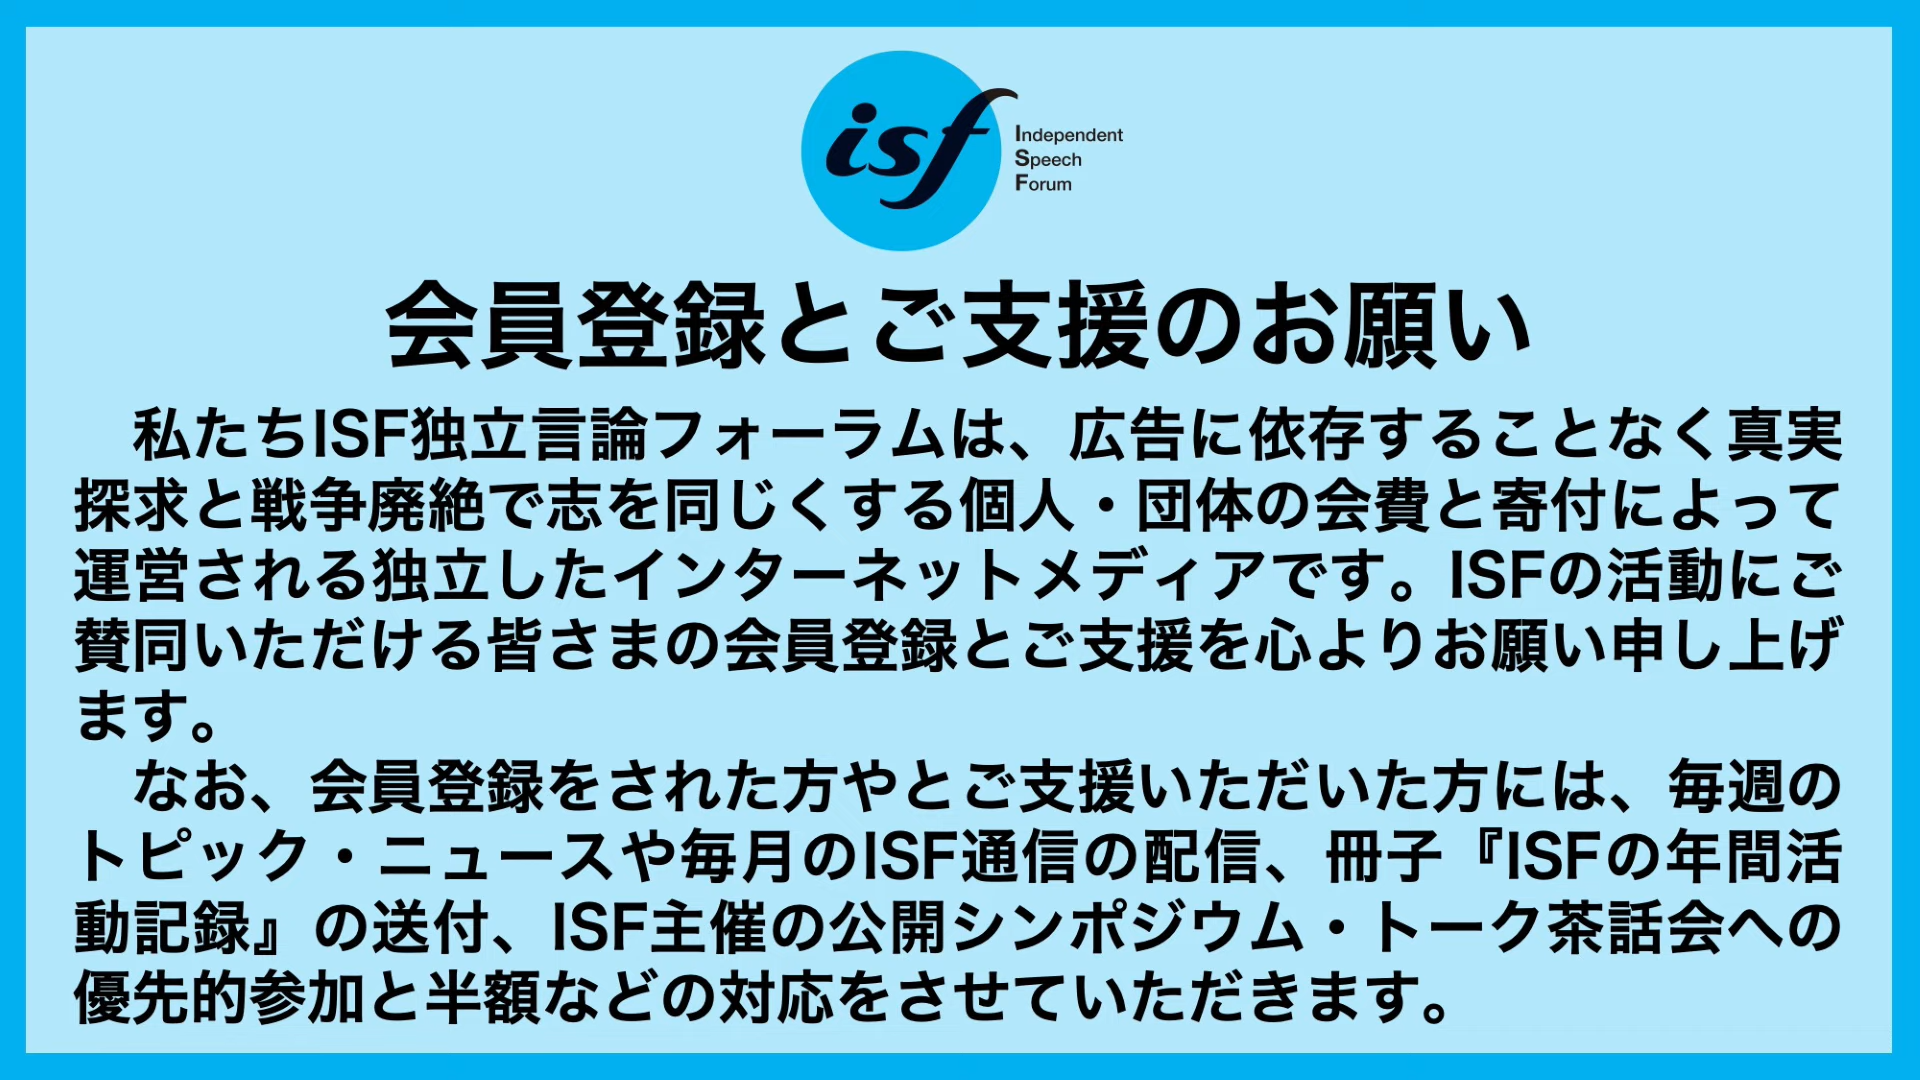 isf
Independent
Speech
Forum
会員登録とご支援のお願い
　私たちISF独立言論フォーラムは、広告に依存することなく真実
探求と戦争廃絶で志を同じくする個人・団体の会費と寄付によって
運営される独立したインターネットメディアです。ISFの活動にご
賛同いただける皆さまの会員登録とご支援を心よりお願い申し上げ
ます。
　なお、会員登録をされた方やとご支援いただいた方には、毎週の
トピック・ニュースや毎月のISF通信の配信、冊子『ISFの年間活
動記録』の送付、ISF主催の公開シンポジウム・トーク茶話会への
優先的参加と半額などの対応をさせていただきます。